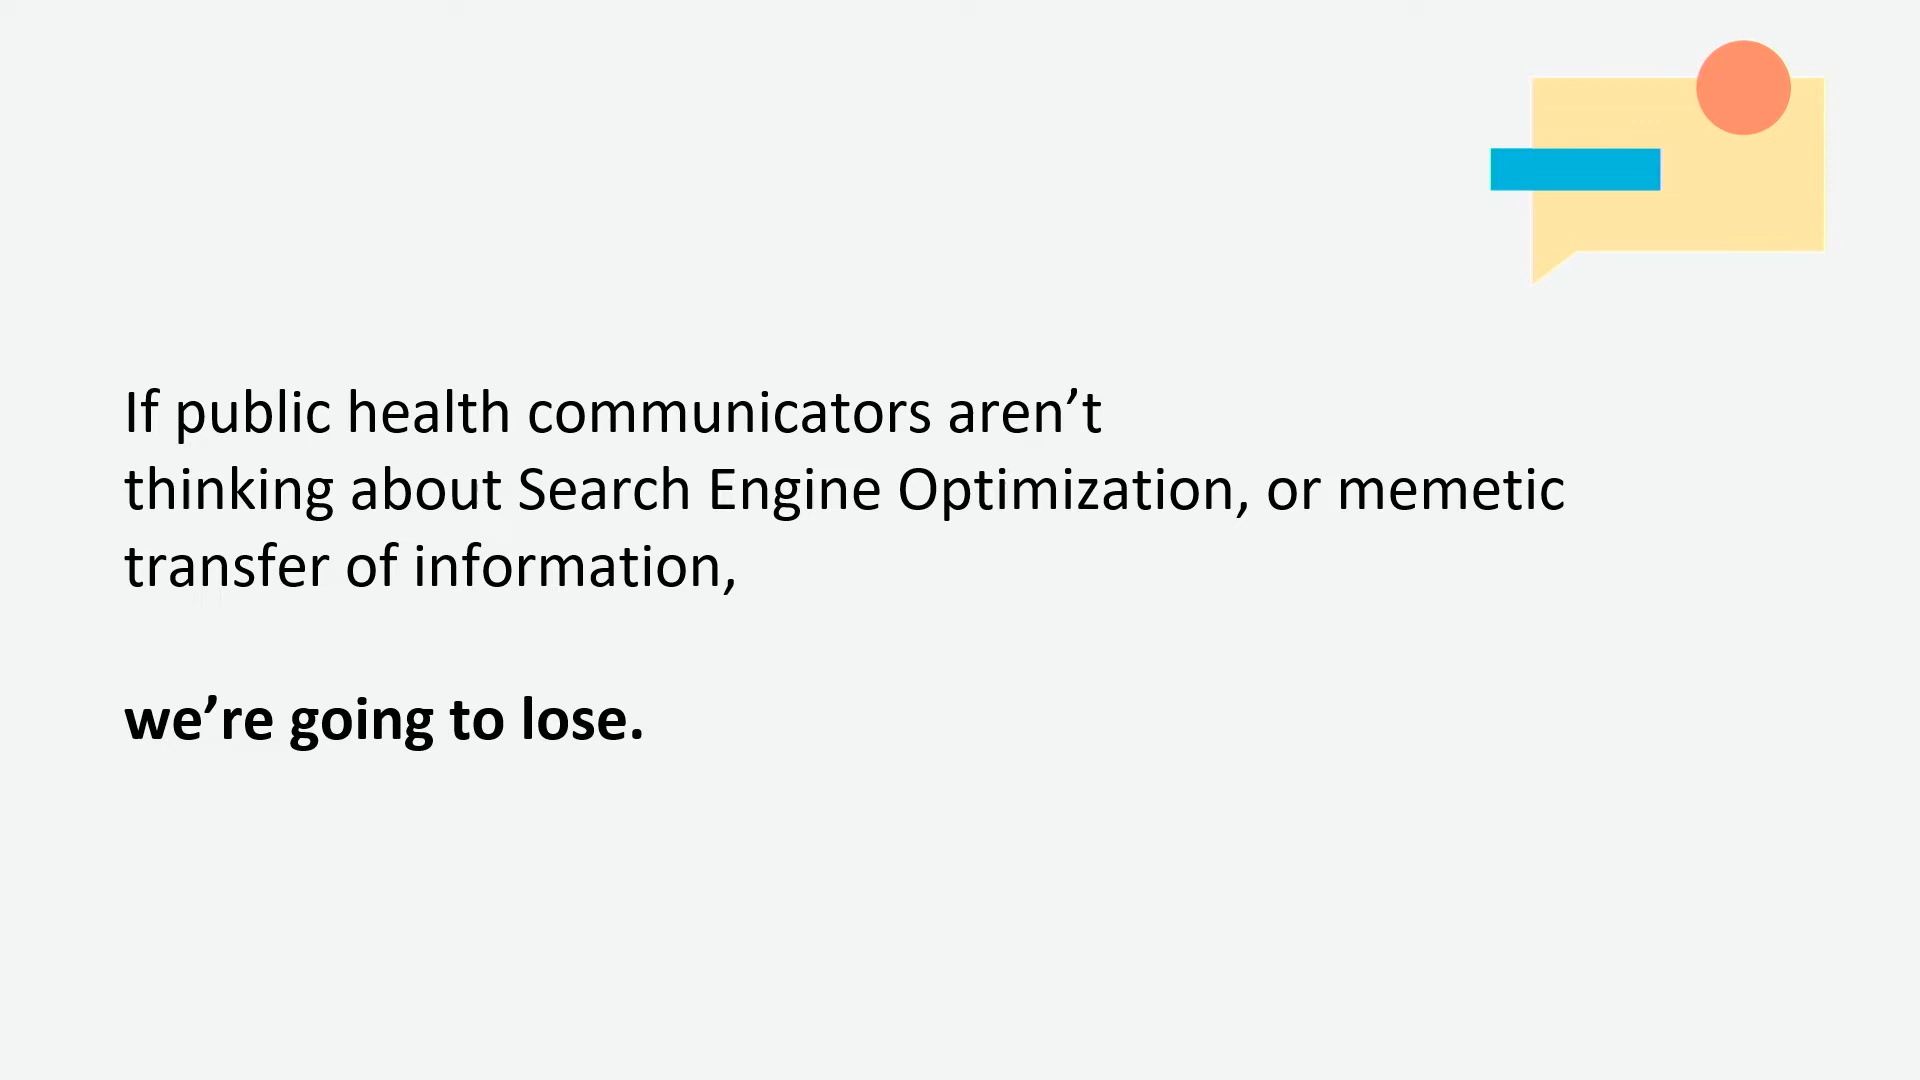 If public health communicators aren’t
thinking about Search Engine Optimization, or memetic
transfer of information,
we’re going to lose.